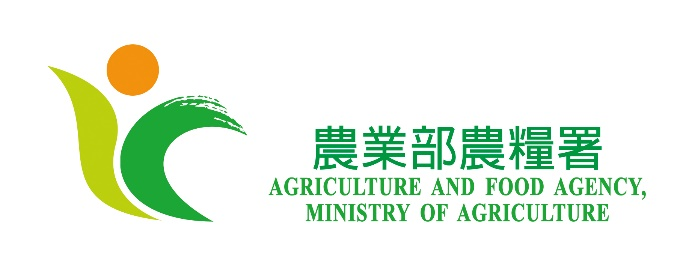 農業部農糧署
AGRICULTURE AND FOOD AGENCY,
MINISTRY OF AGRICULTURE